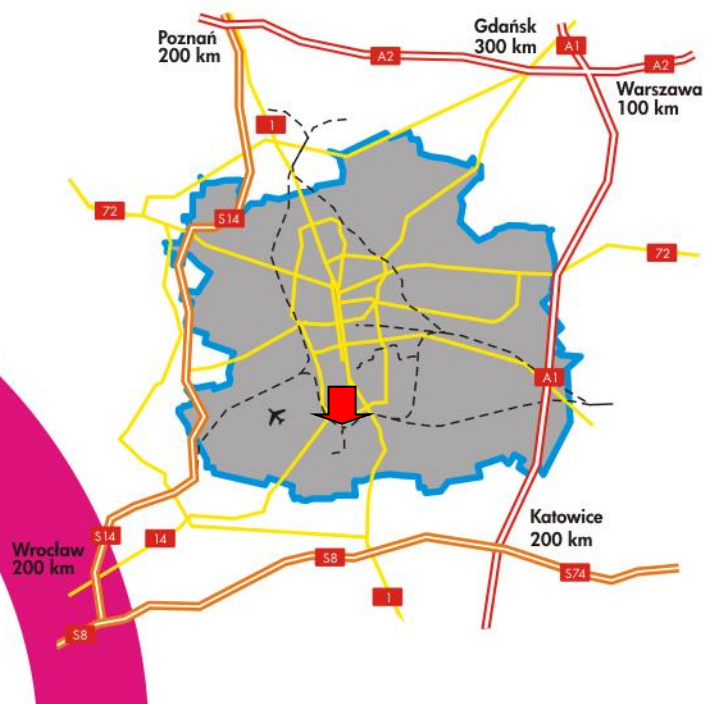 Poznań
200 km
Gdańsk
300 km
A1
A2
A2
Warszawa
100 km
1
72
S14
72
A1
Katowice
200 km
S14
14
Wrocław
200 km
S8
S74
1
S8